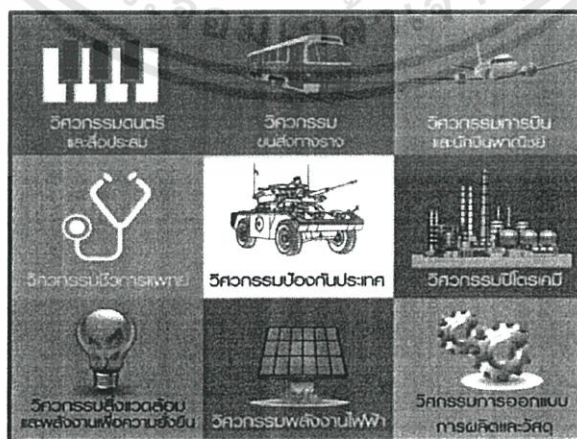 วิศวกรรมดนตรี
และสื่อประสม
วิศวกรรม
ขนส่งทางราง
วิศวกรรมการบิน
และนักบินพาณิชย์
วิศวกรรมชีวการแพทย์
วิศวกรรมป้องกันประเทศ
วิศวกรรมปิโตรเคมี
วิศวกรรมสิ่งแวดล้อม
และพลังงานเพื่อความยั่งยืน
วิศวกรรมพลังงานไฟฟ้า
วิศกรรมการออกแบบ
การผลิตและวัสดุ